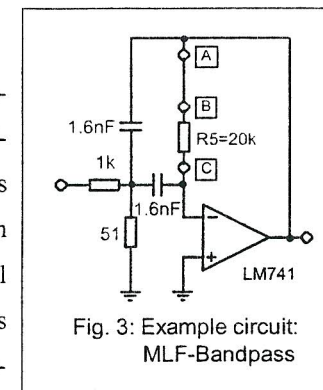 A
B
1.6nF
R5=20k
1k
C
1.6nF
51
−
+
LM741
Fig. 3: Example circuit:
MLF-Bandpass